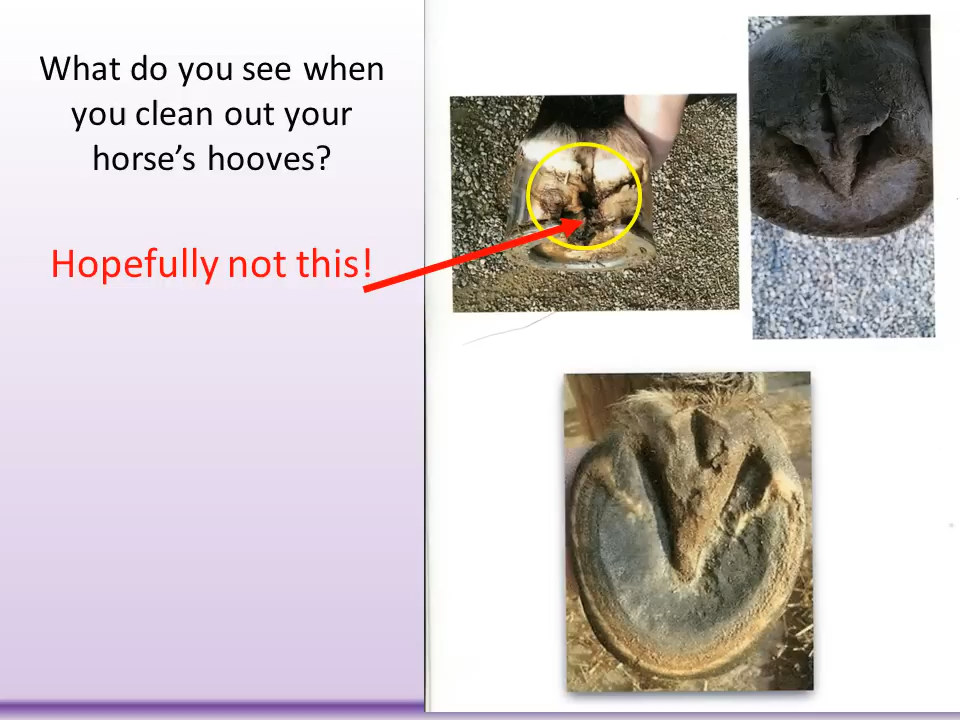 What do you see when
you clean out your
horse’s hooves?
Hopefully not this!